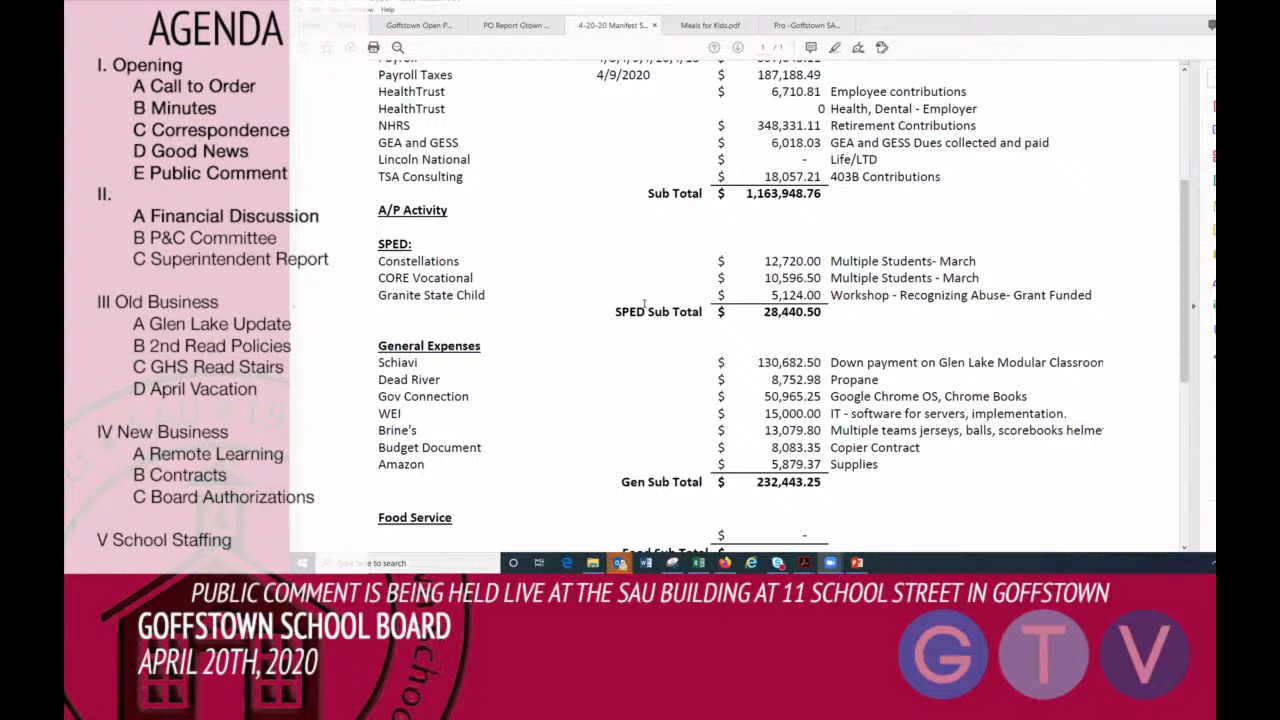 AGENDA
I. Opening
A Call to Order
B Minutes
C Correspondence
D Good News
E Public Comment
II.
A Financial Discussion
B P&C Committee
C Superintendent Report
III Old Business
A Glen Lake Update
B 2nd Read Policies
C GHS Read Stairs
D April Vacation
IV New Business
A Remote Learning
B Contracts
C Board Authorizations
V School Staffing
Goffstown Open P...
PO Report Gtown ...
4-20-20 Manifest S... ×
Meals for Kids.pdf
Pro -Goffstown SA...
1 / 1
Payroll Taxes 4/9/2020 $ 187,188.49
HealthTrust $ 6,710.81 Employee contributions
HealthTrust 0 Health, Dental - Employer
NHRS $ 348,331.11 Retirement Contributions
GEA and GESS $ 6,018.03 GEA and GESS Dues collected and paid
Lincoln National $ - Life/LTD
TSA Consulting $ 18,057.21 403B Contributions
Sub Total $ 1,163,948.76
A/P Activity
SPED:
Constellations $ 12,720.00 Multiple Students- March
CORE Vocational $ 10,596.50 Multiple Students - March
Granite State Child $ 5,124.00 Workshop - Recognizing Abuse- Grant Funded
SPED Sub Total $ 28,440.50
General Expenses
Schiavi $ 130,682.50 Down payment on Glen Lake Modular Classroon
Dead River $ 8,752.98 Propane
Gov Connection $ 50,965.25 Google Chrome OS, Chrome Books
WEI $ 15,000.00 IT - software for servers, implementation.
Brine's $ 13,079.80 Multiple teams jerseys, balls, scorebooks helme
Budget Document $ 8,083.35 Copier Contract
Amazon $ 5,879.37 Supplies
Gen Sub Total $ 232,443.25
Food Service
$ -
Type here to search
PUBLIC COMMENT IS BEING HELD LIVE AT THE SAU BUILDING AT 11 SCHOOL STREET IN GOFFSTOWN
GOFFSTOWN SCHOOL BOARD
APRIL 20TH, 2020
G T V